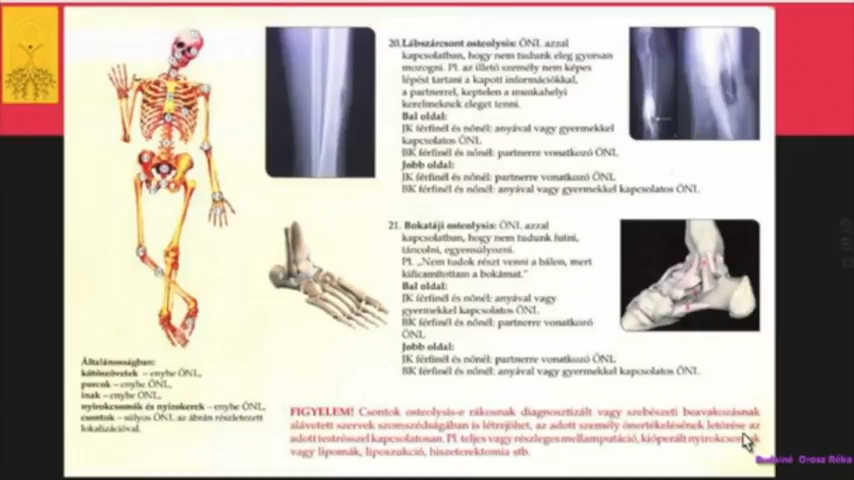 20. Lábszárcsont osteolysis: ÖNL azzal
kapcsolatban, hogy nem tudunk elég gyorsan
mozogni. Pl. az illető személy nem képes
lépést tartani a kapott információkkal,
a partnerrel, képtelen a munkahelyi
kérelmeknek eleget tenni.
Bal oldal:
JK férfinél és nőnél: anyával vagy gyermekkel
kapcsolatos ÖNL
BK férfinél és nőnél: partnerre vonatkozó ÖNL
Jobb oldal:
JK férfinél és nőnél: partnerre vonatkozó ÖNL
BK férfinél és nőnél: anyával vagy gyermekkel kapcsolatos ÖNL
21. Bokatáji osteolysis: ÖNL azzal
kapcsolatban, hogy nem tudunk futni,
táncolni, egyensúlyozni.
Pl. „Nem tudok részt venni a bálon, mert
kificamítottam a bokámat."
Bal oldal:
JK férfinél és nőnél: anyával vagy
gyermekkel kapcsolatos ÖNL
BK férfinél és nőnél: partnerre vonatkozó
ÖNL
Jobb oldal:
JK férfinél és nőnél: partnerre vonatkozó ÖNL
BK férfinél és nőnél: anyával vagy gyermekkel kapcsolatos ÖNL
Általánosságban:
kötőszövetek – enyhe ÖNL,
porcok – enyhe ÖNL,
inak – enyhe ÖNL,
nyirokcsomók és nyirokerek – enyhe ÖNL,
csontok – súlyos ÖNL az ábrán részletezett
lokalizációval.
FIGYELEM! Csontok osteolysis-e rákosnak diagnosztizált vagy sebészeti beavatkozásnak
alávetett szervek szomszédságában is létrejöhet, az adott személy önértékelésének letörése az
adott testrésszel kapcsolatosan. Pl. teljes vagy részleges mellamputáció, kioperált nyirokcsomók
vagy lipomák, liposzukció, hiszterektomia stb.
Budainé Orosz Réka